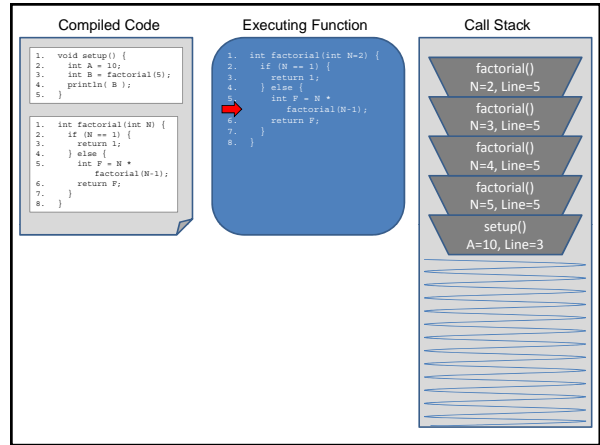 Compiled Code
1. void setup() {
2. int A = 10;
3. int B = factorial(5);
4. println( B );
5. }
1. int factorial(int N) {
2. if (N == 1) {
3. return 1;
4. } else {
5. int F = N *
factorial(N-1);
6. return F;
7. }
8. }
Executing Function
1. int factorial(int N=2) {
2. if (N == 1) {
3. return 1;
4. } else {
5. int F = N *
factorial(N-1);
6. return F;
7. }
8. }
Call Stack
factorial()
N=2, Line=5
factorial()
N=3, Line=5
factorial()
N=4, Line=5
factorial()
N=5, Line=5
setup()
A=10, Line=3